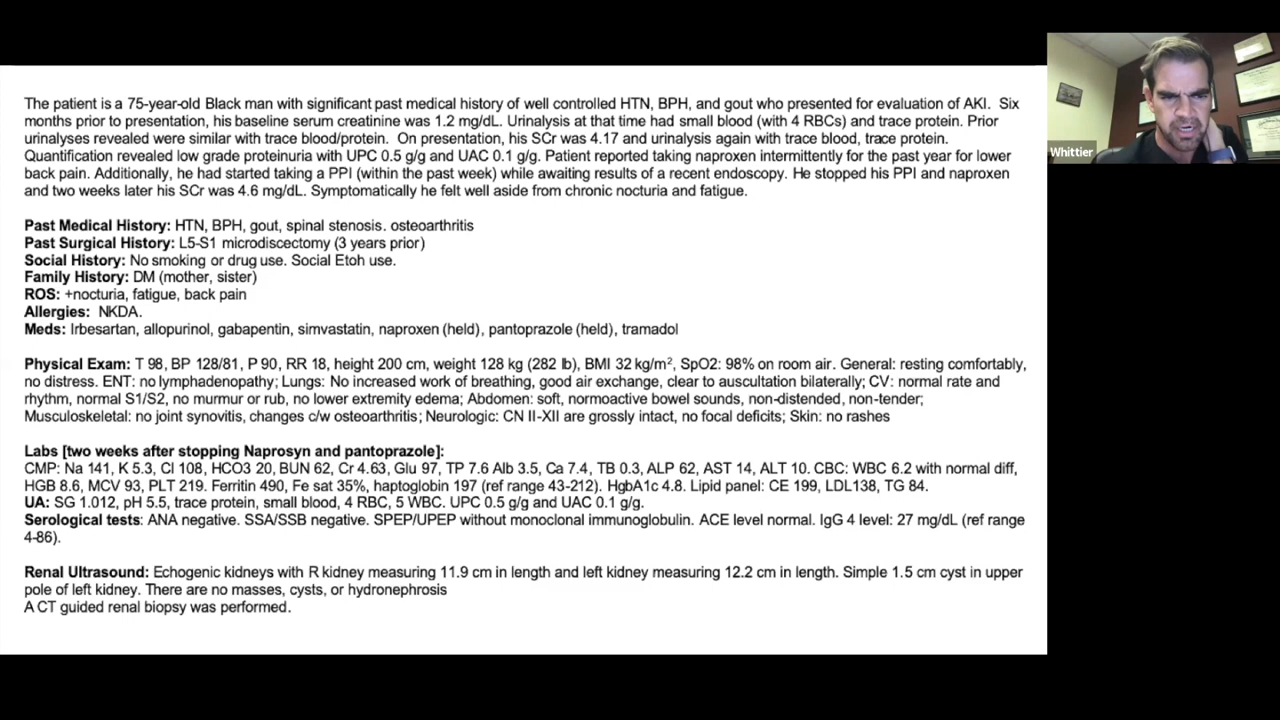 The patient is a 75-year-old Black man with significant past medical history of well controlled HTN, BPH, and gout who presented for evaluation of AKI.  Six
months prior to presentation, his baseline serum creatinine was 1.2 mg/dL. Urinalysis at that time had small blood (with 4 RBCs) and trace protein. Prior
urinalyses revealed were similar with trace blood/protein.  On presentation, his SCr was 4.17 and urinalysis again with trace blood, trace protein.
Quantification revealed low grade proteinuria with UPC 0.5 g/g and UAC 0.1 g/g. Patient reported taking naproxen intermittently for the past year for lower
back pain. Additionally, he had started taking a PPI (within the past week) while awaiting results of a recent endoscopy. He stopped his PPI and naproxen
and two weeks later his SCr was 4.6 mg/dL. Symptomatically he felt well aside from chronic nocturia and fatigue.
Past Medical History: HTN, BPH, gout, spinal stenosis. osteoarthritis
Past Surgical History: L5-S1 microdiscectomy (3 years prior)
Social History: No smoking or drug use. Social Etoh use.
Family History: DM (mother, sister)
ROS: +nocturia, fatigue, back pain
Allergies:  NKDA.
Meds: Irbesartan, allopurinol, gabapentin, simvastatin, naproxen (held), pantoprazole (held), tramadol
Physical Exam: T 98, BP 128/81, P 90, RR 18, height 200 cm, weight 128 kg (282 lb), BMI 32 kg/m², SpO2: 98% on room air. General: resting comfortably,
no distress. ENT: no lymphadenopathy; Lungs: No increased work of breathing, good air exchange, clear to auscultation bilaterally; CV: normal rate and
rhythm, normal S1/S2, no murmur or rub, no lower extremity edema; Abdomen: soft, normoactive bowel sounds, non-distended, non-tender;
Musculoskeletal: no joint synovitis, changes c/w osteoarthritis; Neurologic: CN II-XII are grossly intact, no focal deficits; Skin: no rashes
Labs [two weeks after stopping Naprosyn and pantoprazole]:
CMP: Na 141, K 5.3, Cl 108, HCO3 20, BUN 62, Cr 4.63, Glu 97, TP 7.6 Alb 3.5, Ca 7.4, TB 0.3, ALP 62, AST 14, ALT 10. CBC: WBC 6.2 with normal diff,
HGB 8.6, MCV 93, PLT 219. Ferritin 490, Fe sat 35%, haptoglobin 197 (ref range 43-212). HgbA1c 4.8. Lipid panel: CE 199, LDL138, TG 84.
UA: SG 1.012, pH 5.5, trace protein, small blood, 4 RBC, 5 WBC. UPC 0.5 g/g and UAC 0.1 g/g.
Serological tests: ANA negative. SSA/SSB negative. SPEP/UPEP without monoclonal immunoglobulin. ACE level normal. IgG 4 level: 27 mg/dL (ref range
4-86).
Renal Ultrasound: Echogenic kidneys with R kidney measuring 11.9 cm in length and left kidney measuring 12.2 cm in length. Simple 1.5 cm cyst in upper
pole of left kidney. There are no masses, cysts, or hydronephrosis
A CT guided renal biopsy was performed.
Whittier